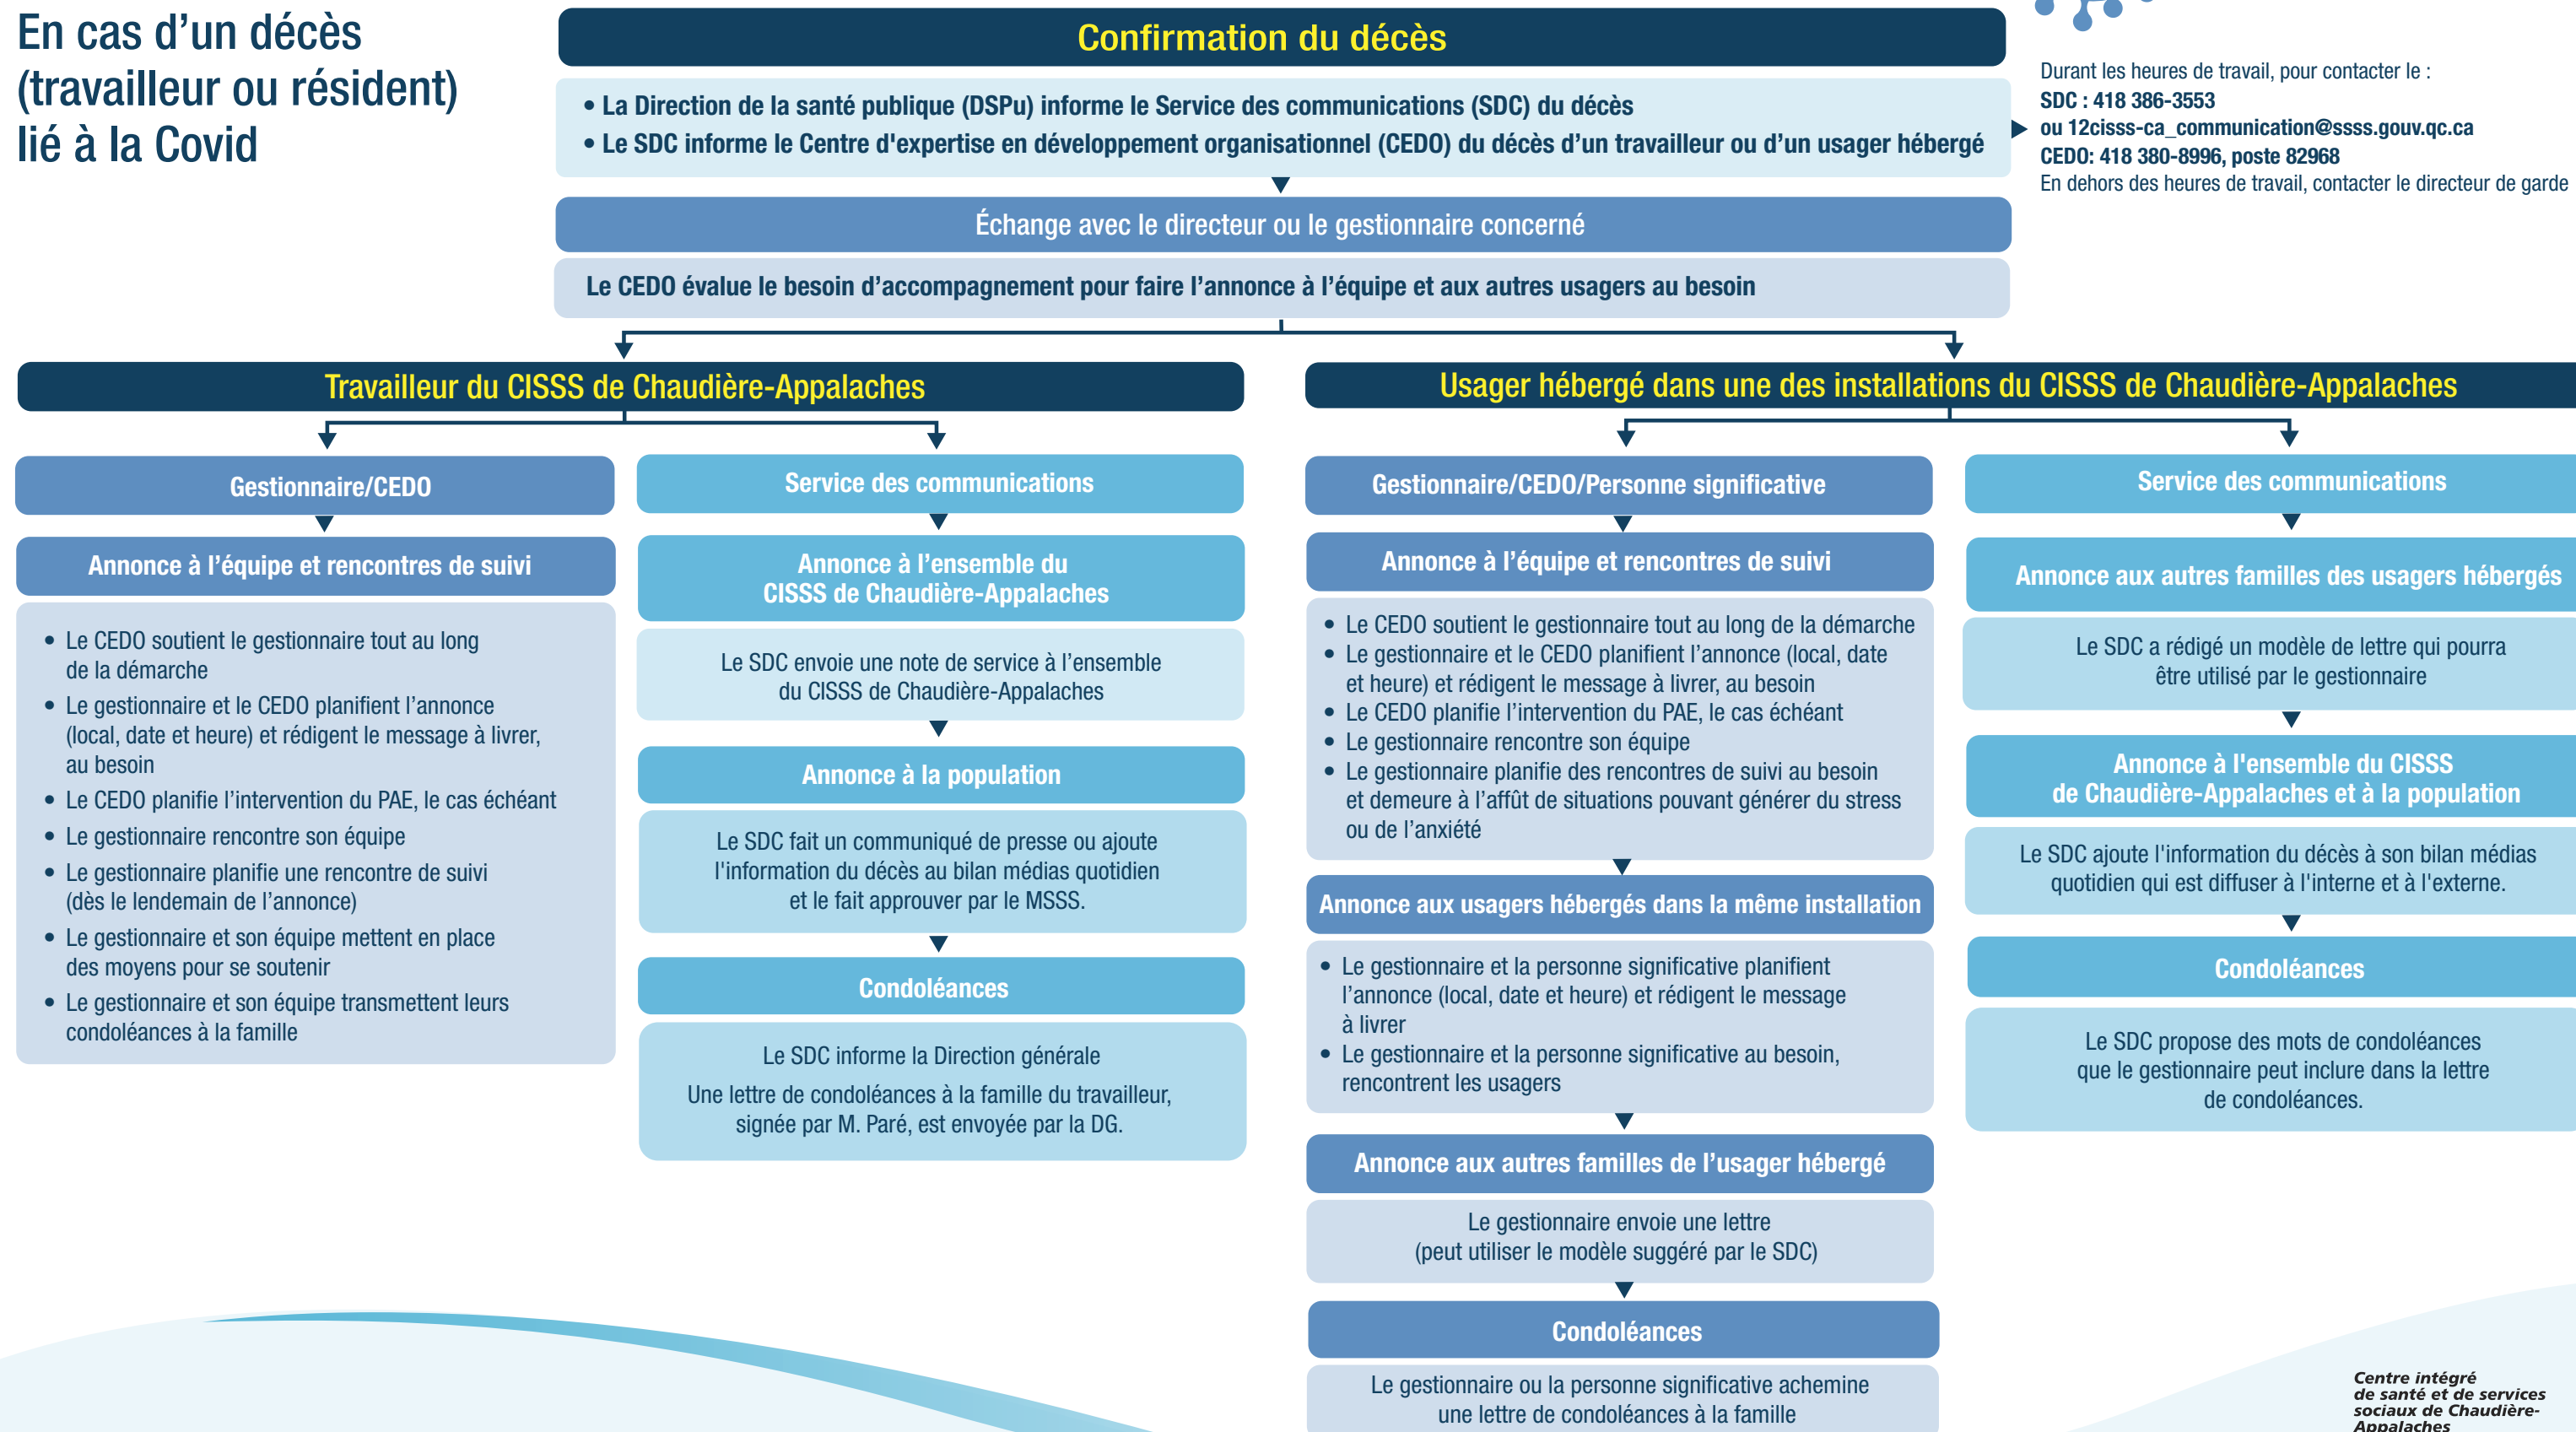 En cas d’un décès
(travailleur ou résident)
lié à la Covid
Confirmation du décès
• La Direction de la santé publique (DSPu) informe le Service des communications (SDC) du décès
• Le SDC informe le Centre d'expertise en développement organisationnel (CEDO) du décès d’un travailleur ou d’un usager hébergé
Durant les heures de travail, pour contacter le :
SDC : 418 386-3553
ou 12cisss-ca_communication@ssss.gouv.qc.ca
CEDO: 418 380-8996, poste 82968
En dehors des heures de travail, contacter le directeur de garde
Échange avec le directeur ou le gestionnaire concerné
Le CEDO évalue le besoin d’accompagnement pour faire l’annonce à l’équipe et aux autres usagers au besoin
Travailleur du CISSS de Chaudière-Appalaches
Gestionnaire/CEDO
Annonce à l’équipe et rencontres de suivi
• Le CEDO soutient le gestionnaire tout au long
de la démarche
• Le gestionnaire et le CEDO planifient l’annonce
(local, date et heure) et rédigent le message à livrer,
au besoin
• Le CEDO planifie l’intervention du PAE, le cas échéant
• Le gestionnaire rencontre son équipe
• Le gestionnaire planifie une rencontre de suivi
(dès le lendemain de l’annonce)
• Le gestionnaire et son équipe mettent en place
des moyens pour se soutenir
• Le gestionnaire et son équipe transmettent leurs
condoléances à la famille
Service des communications
Annonce à l’ensemble du
CISSS de Chaudière-Appalaches
Le SDC envoie une note de service à l’ensemble
du CISSS de Chaudière-Appalaches
Annonce à la population
Le SDC fait un communiqué de presse ou ajoute
l'information du décès au bilan médias quotidien
et le fait approuver par le MSSS.
Condoléances
Le SDC informe la Direction générale
Une lettre de condoléances à la famille du travailleur,
signée par M. Paré, est envoyée par la DG.
Usager hébergé dans une des installations du CISSS de Chaudière-Appalaches
Gestionnaire/CEDO/Personne significative
Annonce à l’équipe et rencontres de suivi
• Le CEDO soutient le gestionnaire tout au long de la démarche
• Le gestionnaire et le CEDO planifient l’annonce (local, date
et heure) et rédigent le message à livrer, au besoin
• Le CEDO planifie l’intervention du PAE, le cas échéant
• Le gestionnaire rencontre son équipe
• Le gestionnaire planifie des rencontres de suivi au besoin
et demeure à l’affût de situations pouvant générer du stress
ou de l’anxiété
Annonce aux usagers hébergés dans la même installation
• Le gestionnaire et la personne significative planifient
l’annonce (local, date et heure) et rédigent le message
à livrer
• Le gestionnaire et la personne significative au besoin,
rencontrent les usagers
Annonce aux autres familles de l’usager hébergé
Le gestionnaire envoie une lettre
(peut utiliser le modèle suggéré par le SDC)
Condoléances
Le gestionnaire ou la personne significative achemine
une lettre de condoléances à la famille
Service des communications
Annonce aux autres familles des usagers hébergés
Le SDC a rédigé un modèle de lettre qui pourra
être utilisé par le gestionnaire
Annonce à l'ensemble du CISSS
de Chaudière-Appalaches et à la population
Le SDC ajoute l'information du décès à son bilan médias
quotidien qui est diffuser à l'interne et à l'externe.
Condoléances
Le SDC propose des mots de condoléances
que le gestionnaire peut inclure dans la lettre
de condoléances.
Centre intégré
de santé et de services
sociaux de Chaudière-
Appalaches